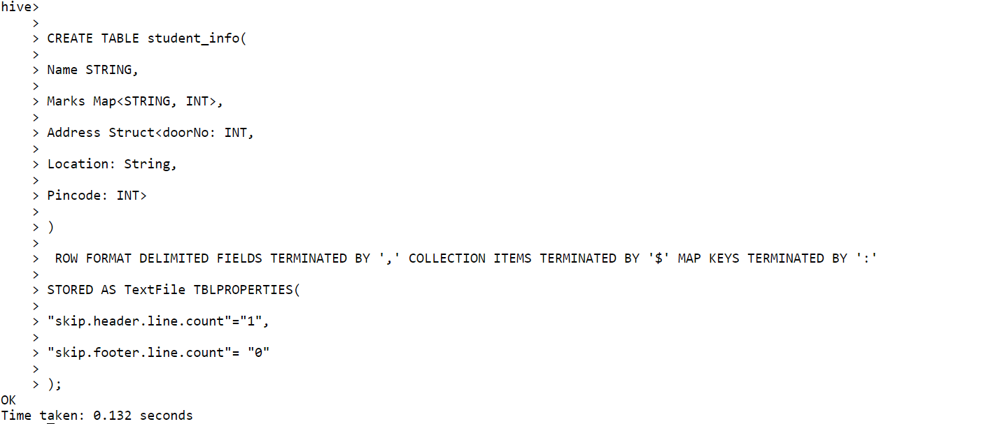 hive>
>
> CREATE TABLE student_info(
>
> Name STRING,
>
> Marks Map<STRING, INT>,
>
> Address Struct<doorNo: INT,
>
> Location: String,
>
> Pincode: INT>
>
> )
>
>  ROW FORMAT DELIMITED FIELDS TERMINATED BY ',' COLLECTION ITEMS TERMINATED BY '$' MAP KEYS TERMINATED BY ':'
>
> STORED AS TextFile TBLPROPERTIES(
>
> "skip.header.line.count"="1",
>
> "skip.footer.line.count"= "0"
>
> );
OK
Time taken: 0.132 seconds